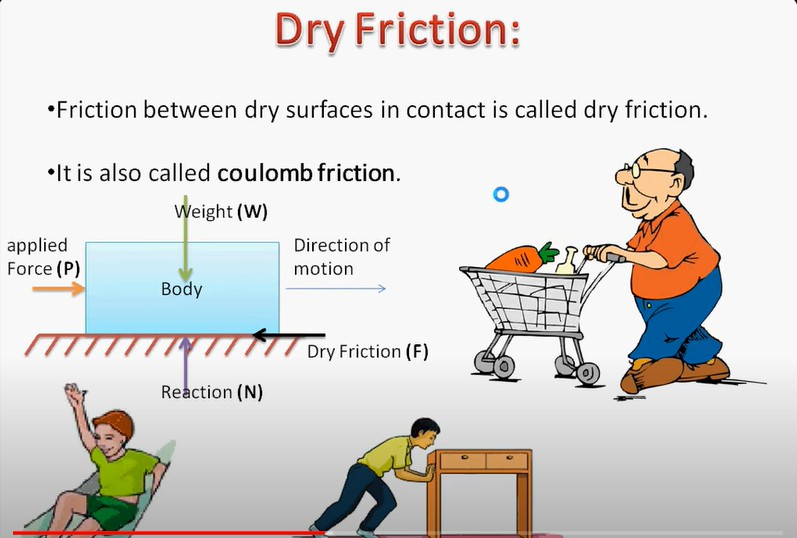 Dry Friction:
•Friction between dry surfaces in contact is called dry friction.
•It is also called coulomb friction.
Weight (W)
applied
Force (P)
Direction of
motion
Body
Dry Friction (F)
Reaction (N)